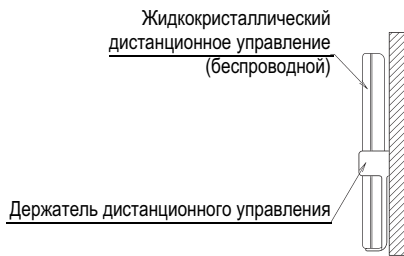 Жидкокристаллический
дистанционное управление
(беспроводной)
Держатель дистанционного управления